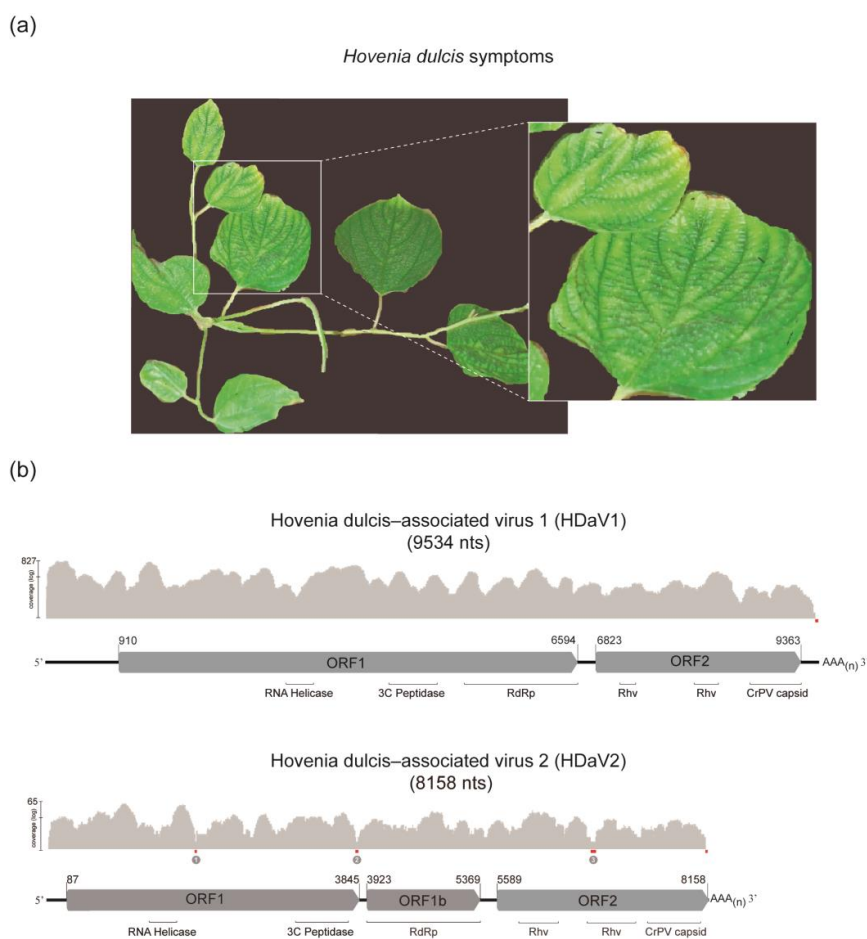 (a)
Hovenia dulcis symptoms
(b)
Hovenia dulcis–associated virus 1 (HDaV1)
(9534 nts)
827
coverage (log)
910 6594 6823 9363
5' ORF1 ORF2 AAA(n) 3'
RNA Helicase 3C Peptidase RdRp Rhv Rhv CrPV capsid
Hovenia dulcis–associated virus 2 (HDaV2)
(8158 nts)
65
coverage (log)
1 2 3
87 3845 3923 5369 5589 8158
5' ORF1 ORF1b ORF2 AAA(n) 3'
RNA Helicase 3C Peptidase RdRp Rhv Rhv CrPV capsid